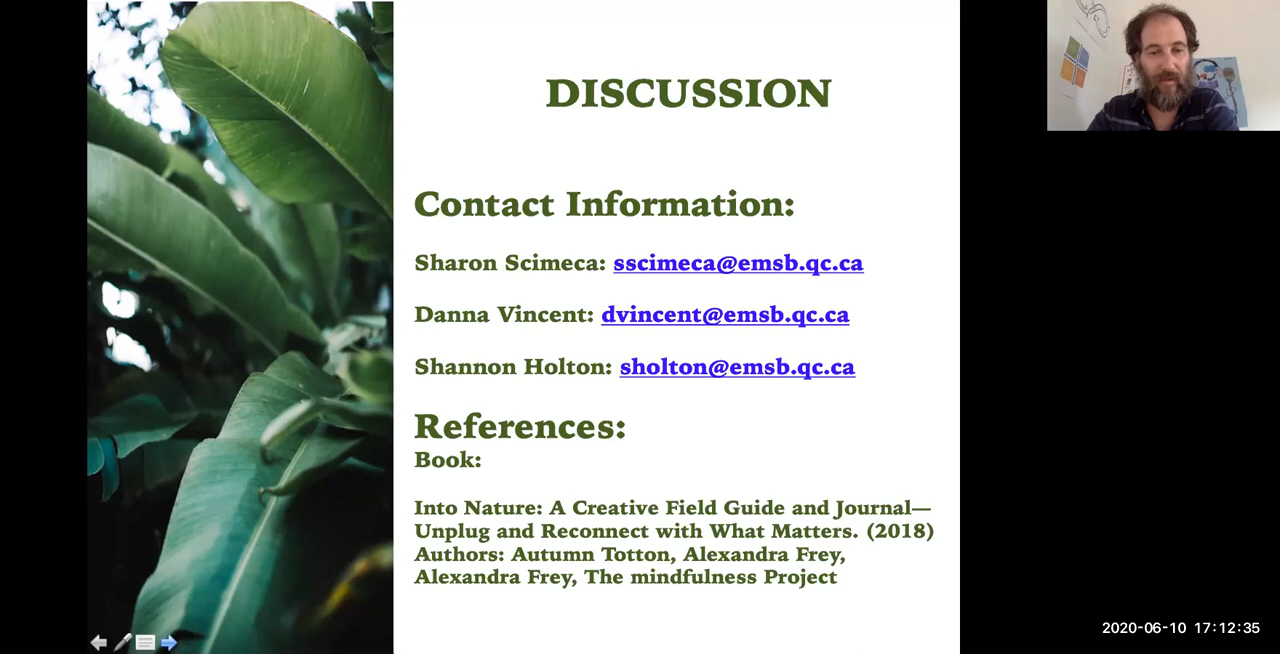 DISCUSSION
Contact Information:
Sharon Scimeca: sscimeca@emsb.qc.ca
Danna Vincent: dvincent@emsb.qc.ca
Shannon Holton: sholton@emsb.qc.ca
References:
Book:
Into Nature: A Creative Field Guide and Journal—
Unplug and Reconnect with What Matters. (2018)
Authors: Autumn Totton, Alexandra Frey,
Alexandra Frey, The mindfulness Project
2020-06-10 17:12:35